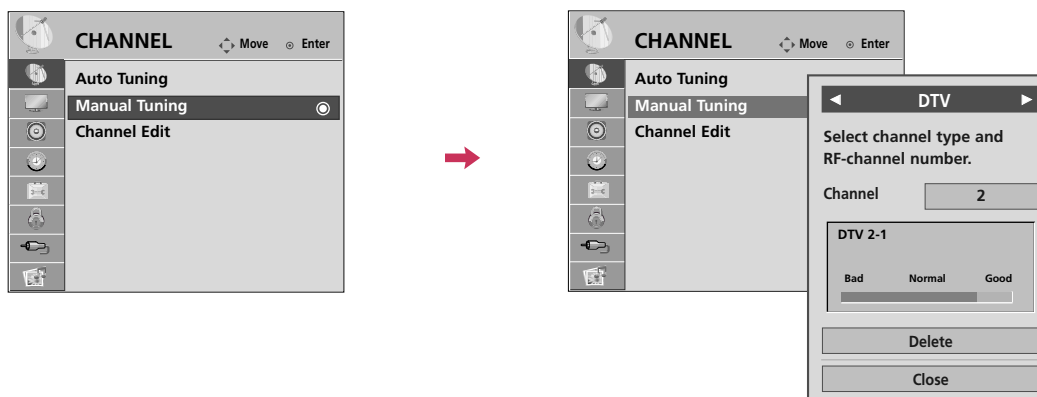 CHANNEL Move Enter
Auto Tuning
Manual Tuning
Channel Edit
CHANNEL Move Enter
Auto Tuning
Manual Tuning
Channel Edit
DTV
Select channel type and
RF-channel number.
Channel 2
DTV 2-1
Bad Normal Good
Delete
Close